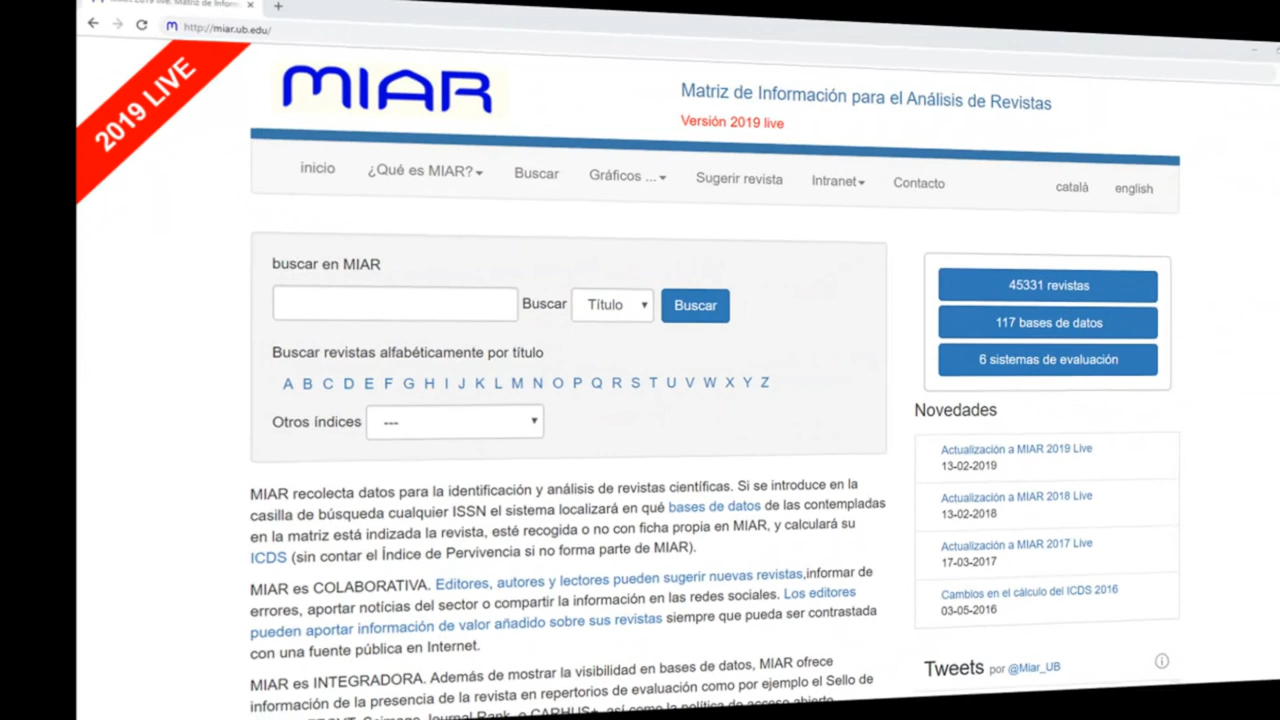 http://miar.ub.edu/
2019 LIVE
MIAR
Matriz de Información para el Análisis de Revistas
Versión 2019 live
inicio ¿Qué es MIAR? Buscar Gráficos ... Sugerir revista Intranet Contacto català english
buscar en MIAR
Buscar Título Buscar
Buscar revistas alfabéticamente por título
A B C D E F G H I J K L M N O P Q R S T U V W X Y Z
Otros índices ---
MIAR recolecta datos para la identificación y análisis de revistas científicas. Si se introduce en la
casilla de búsqueda cualquier ISSN el sistema localizará en qué bases de datos de las contempladas
en la matriz está indizada la revista, esté recogida o no con ficha propia en MIAR, y calculará su
ICDS (sin contar el Índice de Pervivencia si no forma parte de MIAR).
MIAR es COLABORATIVA. Editores, autores y lectores pueden sugerir nuevas revistas,informar de
errores, aportar notícias del sector o compartir la información en las redes sociales. Los editores
pueden aportar información de valor añadido sobre sus revistas siempre que pueda ser contrastada
con una fuente pública en Internet.
MIAR es INTEGRADORA. Además de mostrar la visibilidad en bases de datos, MIAR ofrece
información de la presencia de la revista en repertorios de evaluación como por ejemplo el Sello de
Journal Rank, o CARHUS+, así como la política de acceso abierto
45331 revistas
117 bases de datos
6 sistemas de evaluación
Novedades
Actualización a MIAR 2019 Live
13-02-2019
Actualización a MIAR 2018 Live
13-02-2018
Actualización a MIAR 2017 Live
17-03-2017
Cambios en el cálculo del ICDS 2016
03-05-2016
Tweets por @Miar_UB